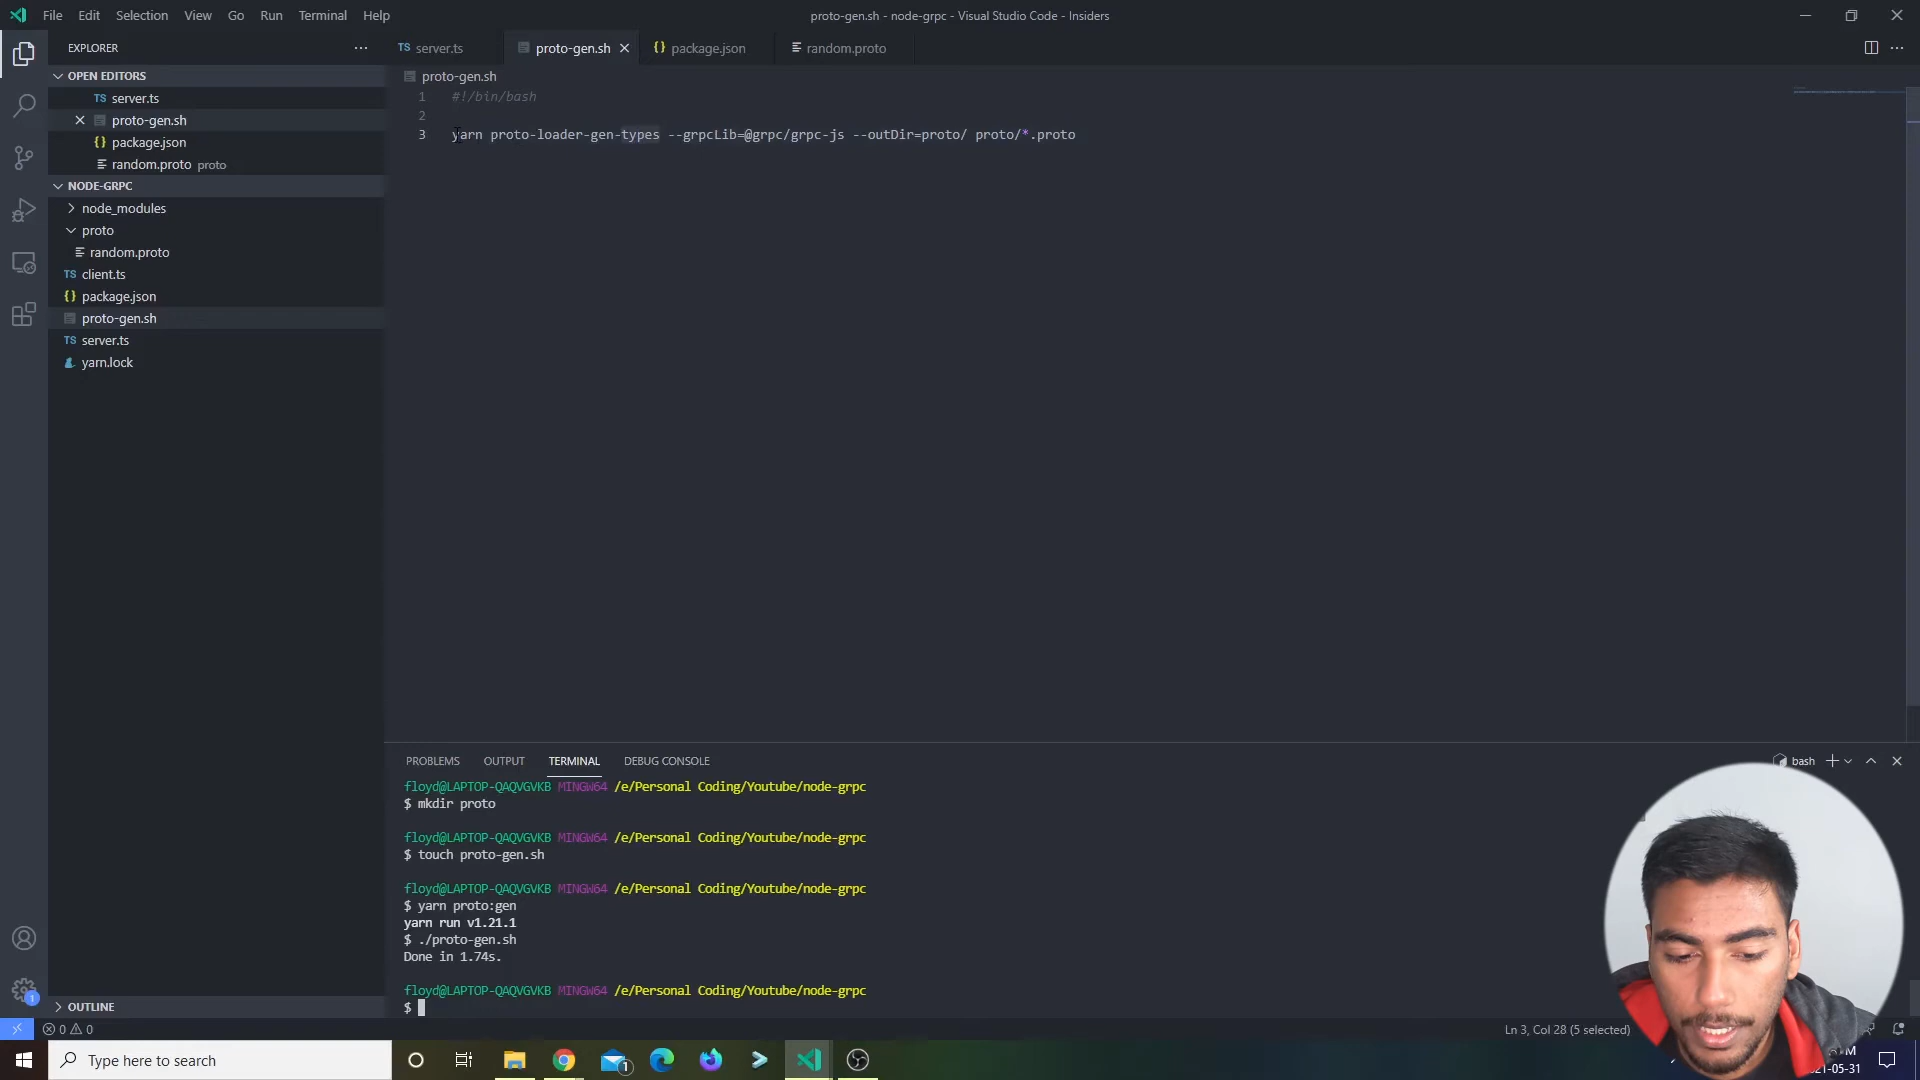 File Edit Selection View Go Run Terminal Help
proto-gen.sh - node-grpc - Visual Studio Code - Insiders
EXPLORER
OPEN EDITORS
TS server.ts
proto-gen.sh
{} package.json
random.proto proto
NODE-GRPC
node_modules
proto
random.proto
TS client.ts
{} package.json
proto-gen.sh
TS server.ts
yarn.lock
OUTLINE
TS server.ts
proto-gen.sh
{} package.json
random.proto
proto-gen.sh
1 #!/bin/bash
2
3 yarn proto-loader-gen-types --grpcLib=@grpc/grpc-js --outDir=proto/ proto/*.proto
PROBLEMS OUTPUT TERMINAL DEBUG CONSOLE
bash
floyd@LAPTOP-QAQVGVKB MINGW64 /e/Personal Coding/Youtube/node-grpc
$ mkdir proto
floyd@LAPTOP-QAQVGVKB MINGW64 /e/Personal Coding/Youtube/node-grpc
$ touch proto-gen.sh
floyd@LAPTOP-QAQVGVKB MINGW64 /e/Personal Coding/Youtube/node-grpc
$ yarn proto:gen
yarn run v1.21.1
$ ./proto-gen.sh
Done in 1.74s.
floyd@LAPTOP-QAQVGVKB MINGW64 /e/Personal Coding/Youtube/node-grpc
$
1
0 0
Ln 3, Col 28 (5 selected)
Type here to search
1
M
21-05-31